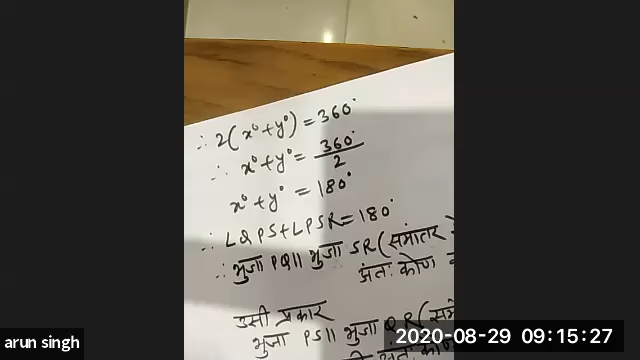 ∴ 2(x°+y°) = 360°
∴ x°+y° = 360°/2
x°+y° = 180°
∴ ∠QPS+∠PSR = 180°
∴ भुजा PQ || भुजा SR (समांतर
अंतः कोण
उसी प्रकार
भुजा PS || भुजा QR (
अंतः कोण
arun singh
2020-08-29 09:15:27